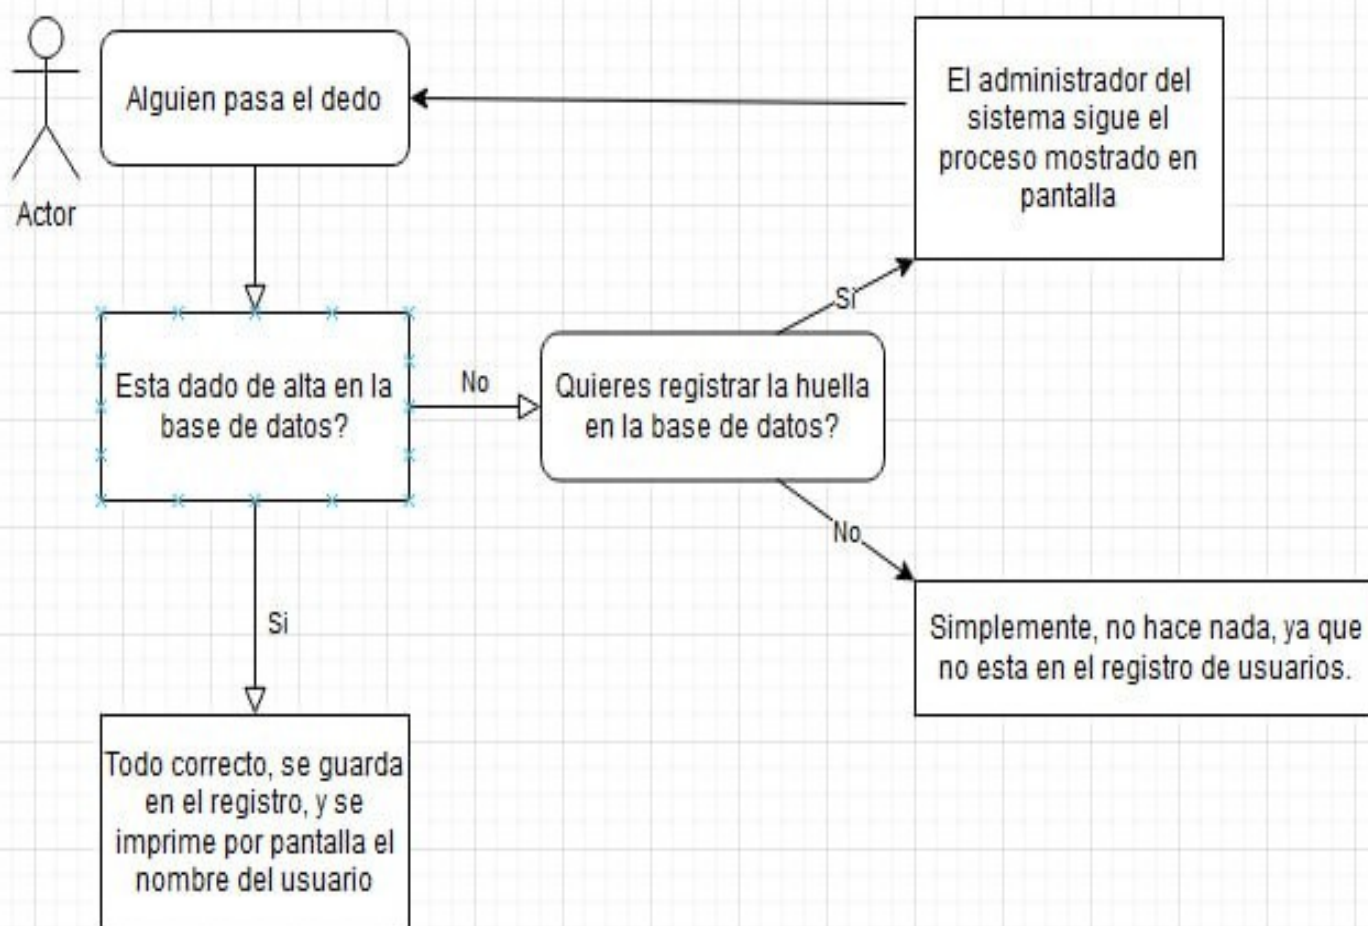 Alguien pasa el dedo
El administrador del
sistema sigue el
proceso mostrado en
pantalla
Actor
Si
Esta dado de alta en la
base de datos?
No
Quieres registrar la huella
en la base de datos?
No
Si
Simplemente, no hace nada, ya que
no esta en el registro de usuarios.
Todo correcto, se guarda
en el registro, y se
imprime por pantalla el
nombre del usuario